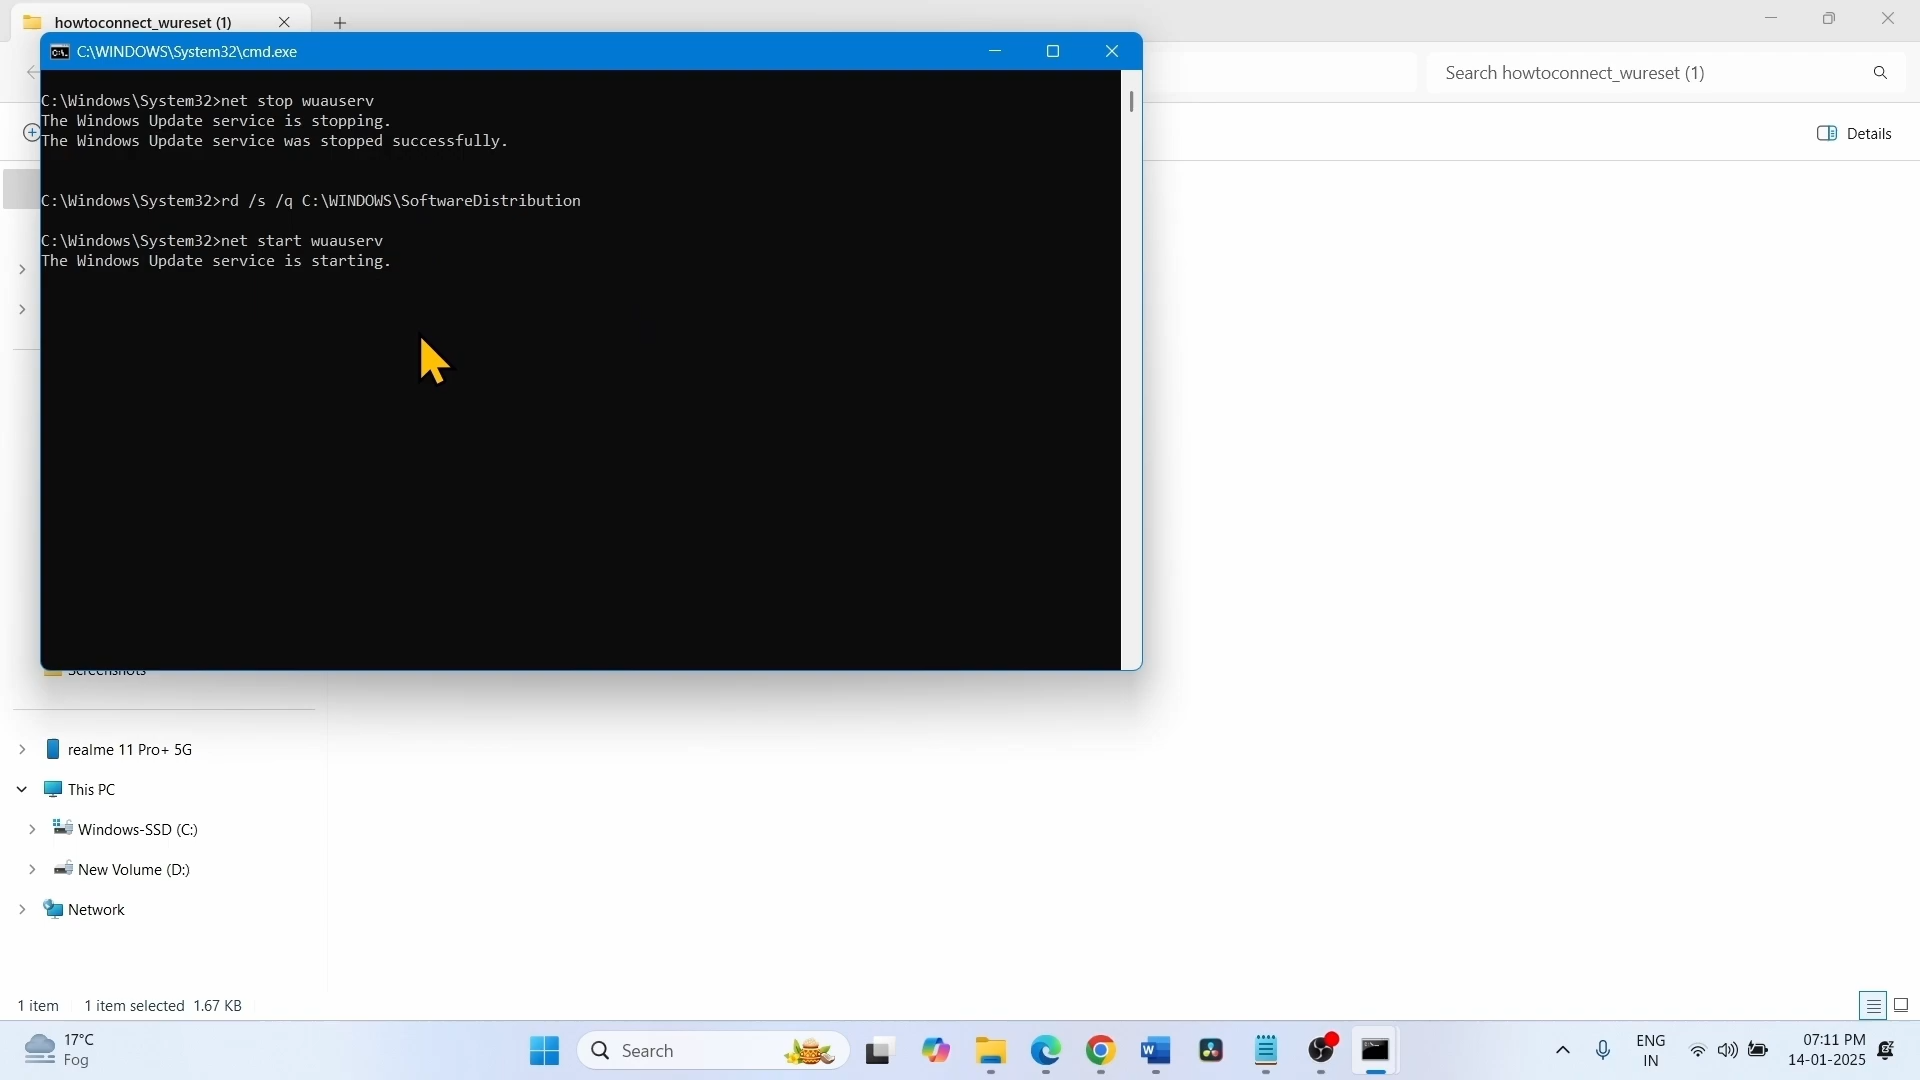 howtoconnect_wureset (1)
C:\WINDOWS\System32\cmd.exe
Search howtoconnect_wureset (1)
Details
C:\Windows\System32>net stop wuauserv
The Windows Update service is stopping.
The Windows Update service was stopped successfully.
C:\Windows\System32>rd /s /q C:\WINDOWS\SoftwareDistribution
C:\Windows\System32>net start wuauserv
The Windows Update service is starting.
Screenshots
realme 11 Pro+ 5G
This PC
Windows-SSD (C:)
New Volume (D:)
Network
1 item 1 item selected 1.67 KB
17°C
Fog
Search
ENG
IN
07:11 PM
14-01-2025